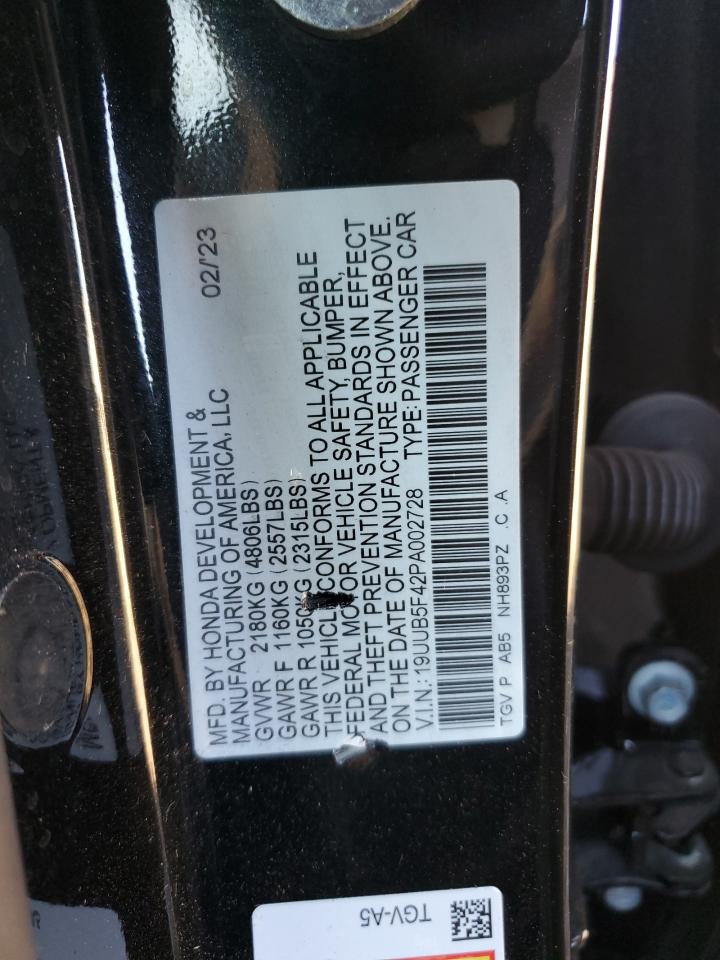 MFD. BY HONDA DEVELOPMENT &
MANUFACTURING OF AMERICA, LLC 02/'23
GVWR 2180KG (4806LBS)
GAWR F 1160KG (2557LBS)
GAWR R 1050KG (2315LBS)
THIS VEHICLE CONFORMS TO ALL APPLICABLE
FEDERAL MOTOR VEHICLE SAFETY, BUMPER,
AND THEFT PREVENTION STANDARDS IN EFFECT
ON THE DATE OF MANUFACTURE SHOWN ABOVE.
V.I.N.: 19UUB5F42PA002728 TYPE: PASSENGER CAR
TGV P AB5 NH893PZ .C .A
TGV-A5